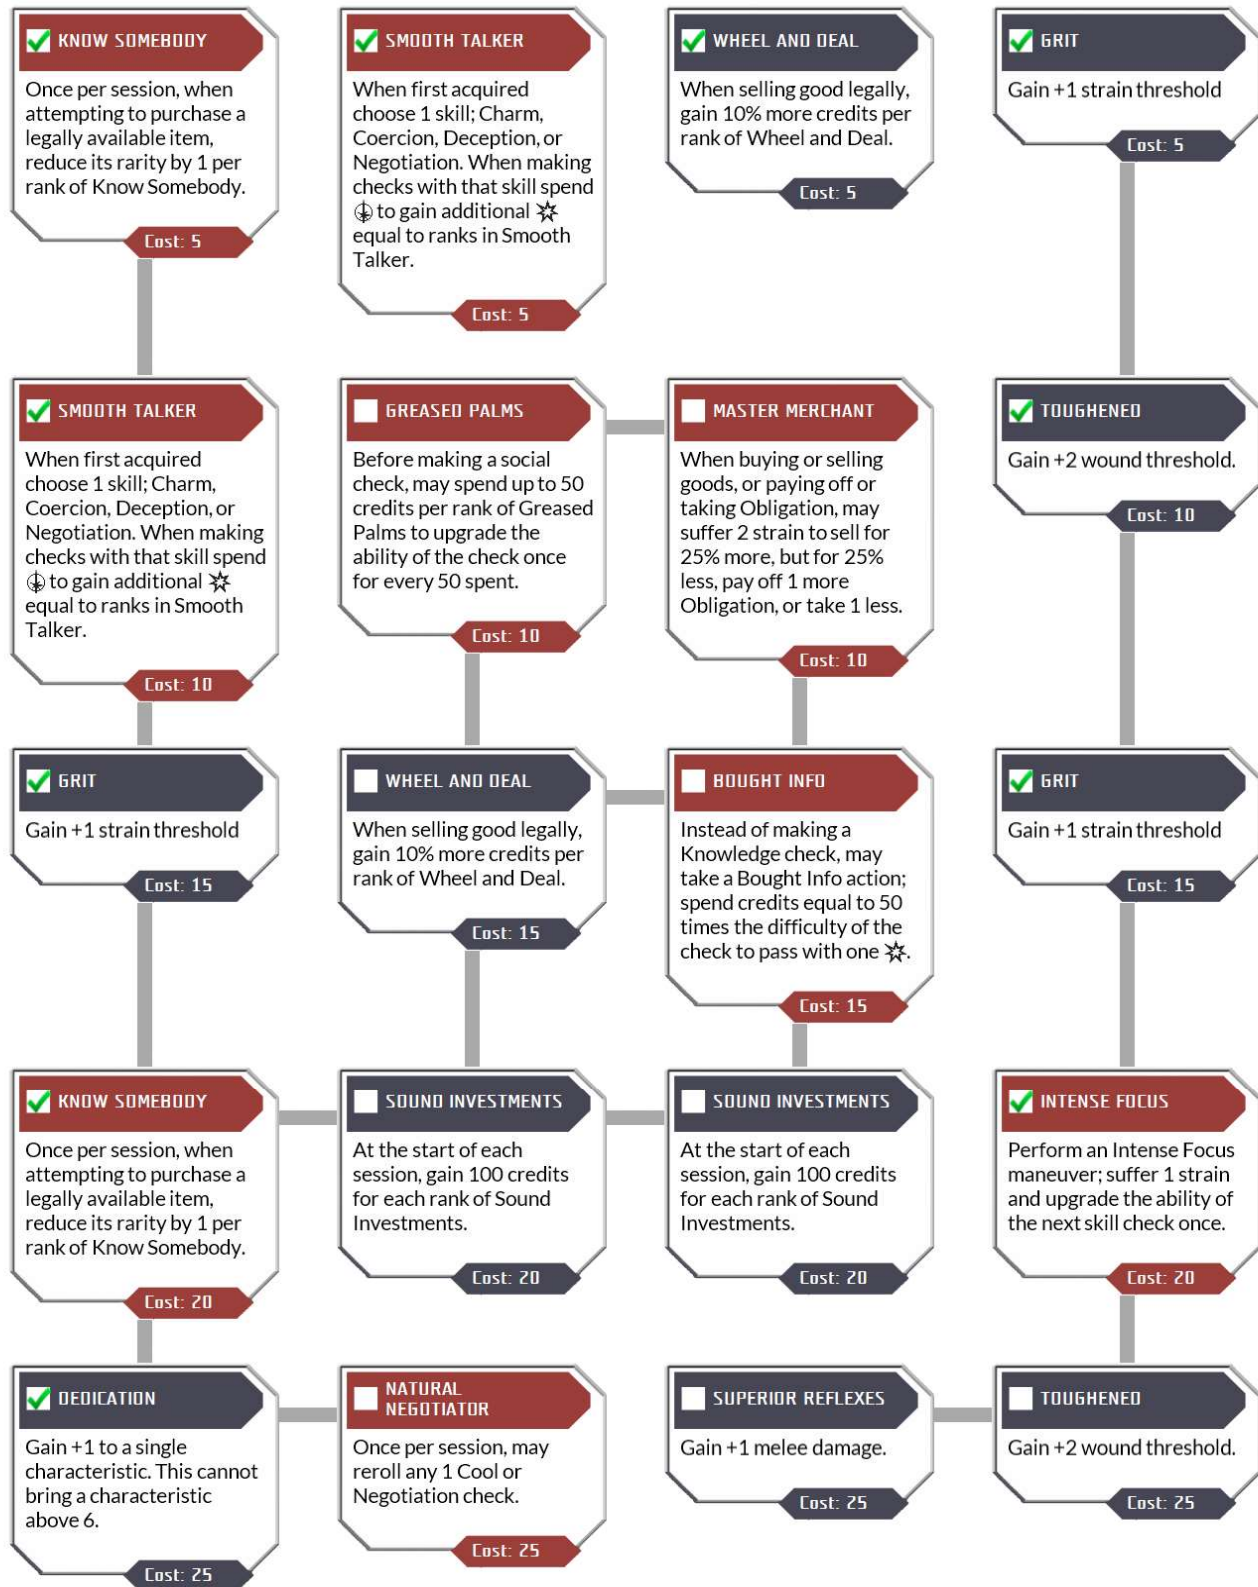 KNOW SOMEBODY
Once per session, when
attempting to purchase a
legally available item,
reduce its rarity by 1 per
rank of Know Somebody.
Cost: 5
SMOOTH TALKER
When first acquired
choose 1 skill; Charm,
Coercion, Deception, or
Negotiation. When making
checks with that skill spend
to gain additional
equal to ranks in Smooth
Talker.
Cost: 5
WHEEL AND DEAL
When selling good legally,
gain 10% more credits per
rank of Wheel and Deal.
Cost: 5
GRIT
Gain +1 strain threshold
Cost: 5
SMOOTH TALKER
When first acquired
choose 1 skill; Charm,
Coercion, Deception, or
Negotiation. When making
checks with that skill spend
to gain additional
equal to ranks in Smooth
Talker.
Cost: 10
GREASED PALMS
Before making a social
check, may spend up to 50
credits per rank of Greased
Palms to upgrade the
ability of the check once
for every 50 spent.
Cost: 10
MASTER MERCHANT
When buying or selling
goods, or paying off or
taking Obligation, may
suffer 2 strain to sell for
25% more, but for 25%
less, pay off 1 more
Obligation, or take 1 less.
Cost: 10
TOUGHENED
Gain +2 wound threshold.
Cost: 10
GRIT
Gain +1 strain threshold
Cost: 15
WHEEL AND DEAL
When selling good legally,
gain 10% more credits per
rank of Wheel and Deal.
Cost: 15
BOUGHT INFO
Instead of making a
Knowledge check, may
take a Bought Info action;
spend credits equal to 50
times the difficulty of the
check to pass with one .
Cost: 15
GRIT
Gain +1 strain threshold
Cost: 15
KNOW SOMEBODY
Once per session, when
attempting to purchase a
legally available item,
reduce its rarity by 1 per
rank of Know Somebody.
Cost: 20
SOUND INVESTMENTS
At the start of each
session, gain 100 credits
for each rank of Sound
Investments.
Cost: 20
SOUND INVESTMENTS
At the start of each
session, gain 100 credits
for each rank of Sound
Investments.
Cost: 20
INTENSE FOCUS
Perform an Intense Focus
maneuver; suffer 1 strain
and upgrade the ability of
the next skill check once.
Cost: 20
DEDICATION
Gain +1 to a single
characteristic. This cannot
bring a characteristic
above 6.
Cost: 25
NATURAL
NEGOTIATOR
Once per session, may
reroll any 1 Cool or
Negotiation check.
Cost: 25
SUPERIOR REFLEXES
Gain +1 melee damage.
Cost: 25
TOUGHENED
Gain +2 wound threshold.
Cost: 25